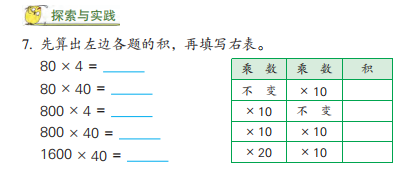 探索与实践
7. 先算出左边各题的积，再填写右表。
80 × 4 = ______
80 × 40 = ______
800 × 4 = ______
800 × 40 = ______
1600 × 40 = ______
乘 数 乘 数 积
不 变 × 10
× 10 不 变
× 10 × 10
× 20 × 10